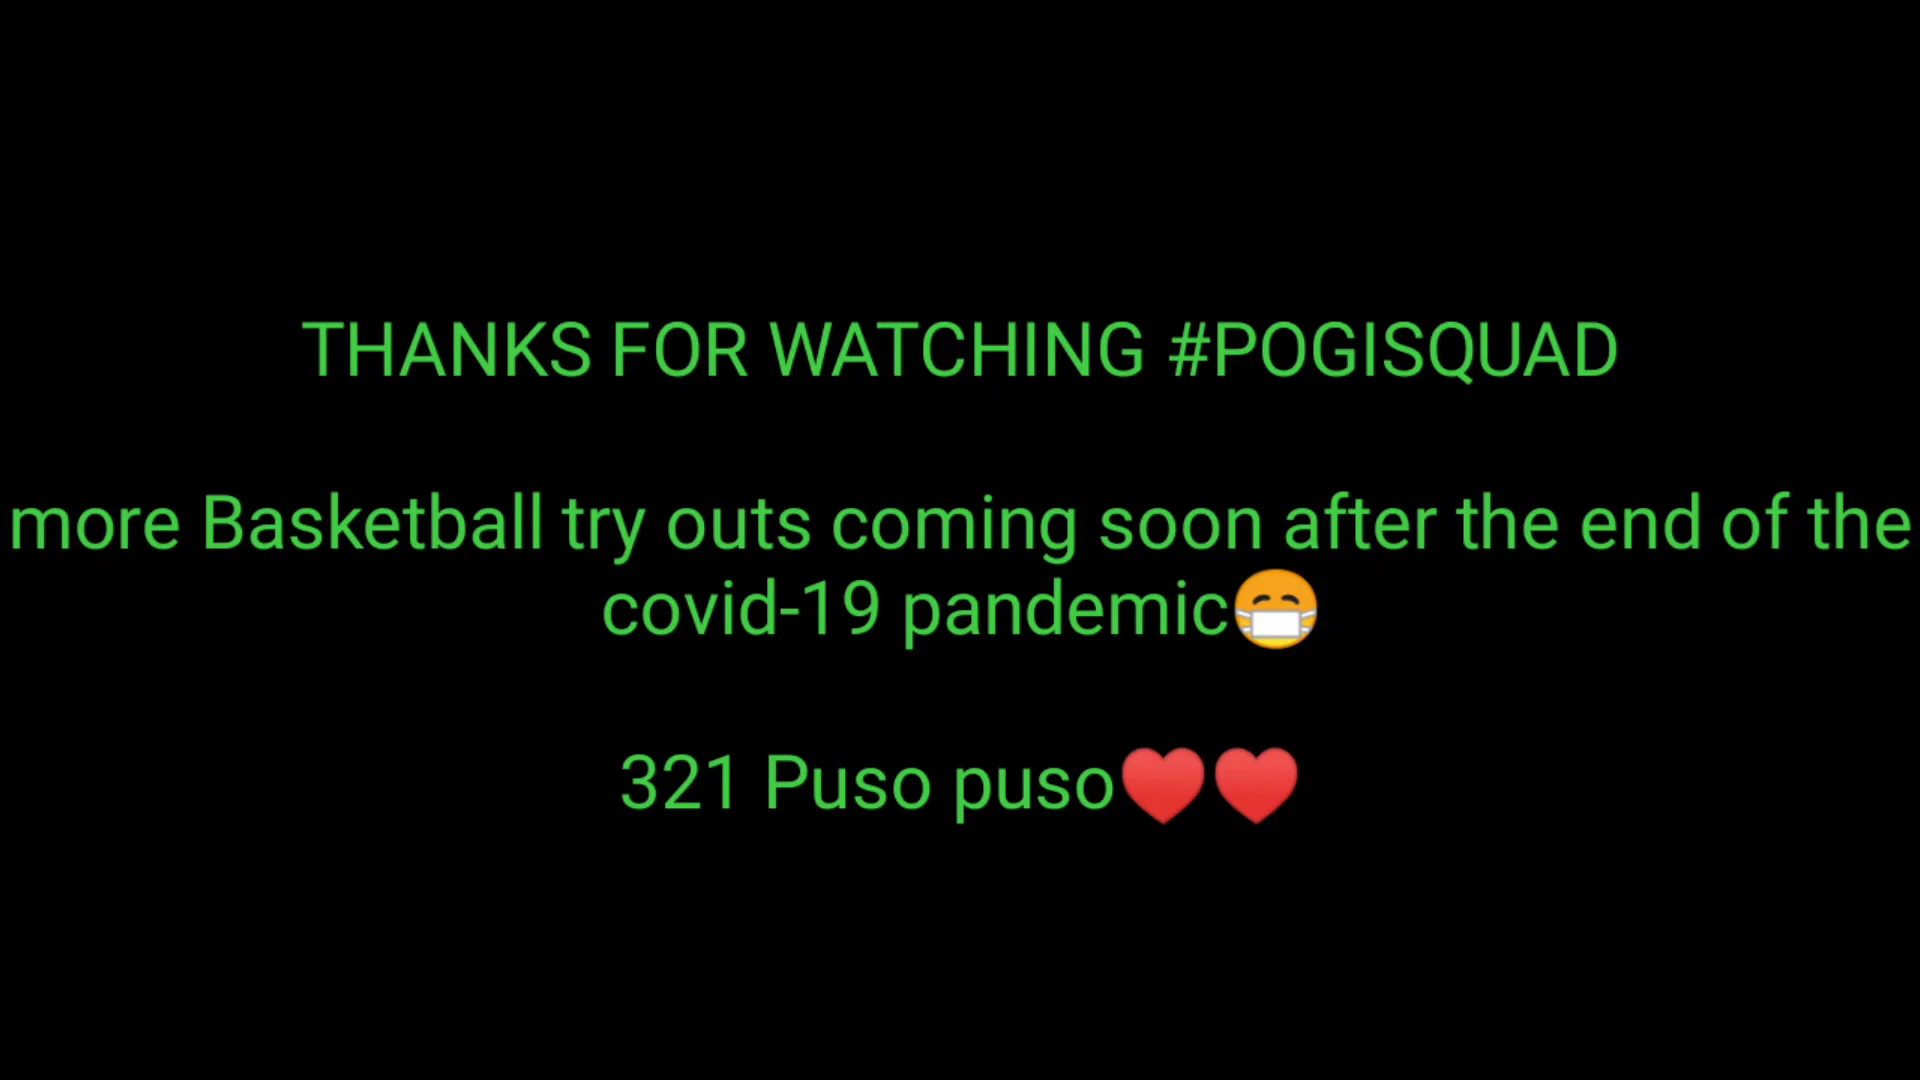 THANKS FOR WATCHING #POGISQUAD
more Basketball try outs coming soon after the end of the
covid-19 pandemic😷
321 Puso puso♥️♥️